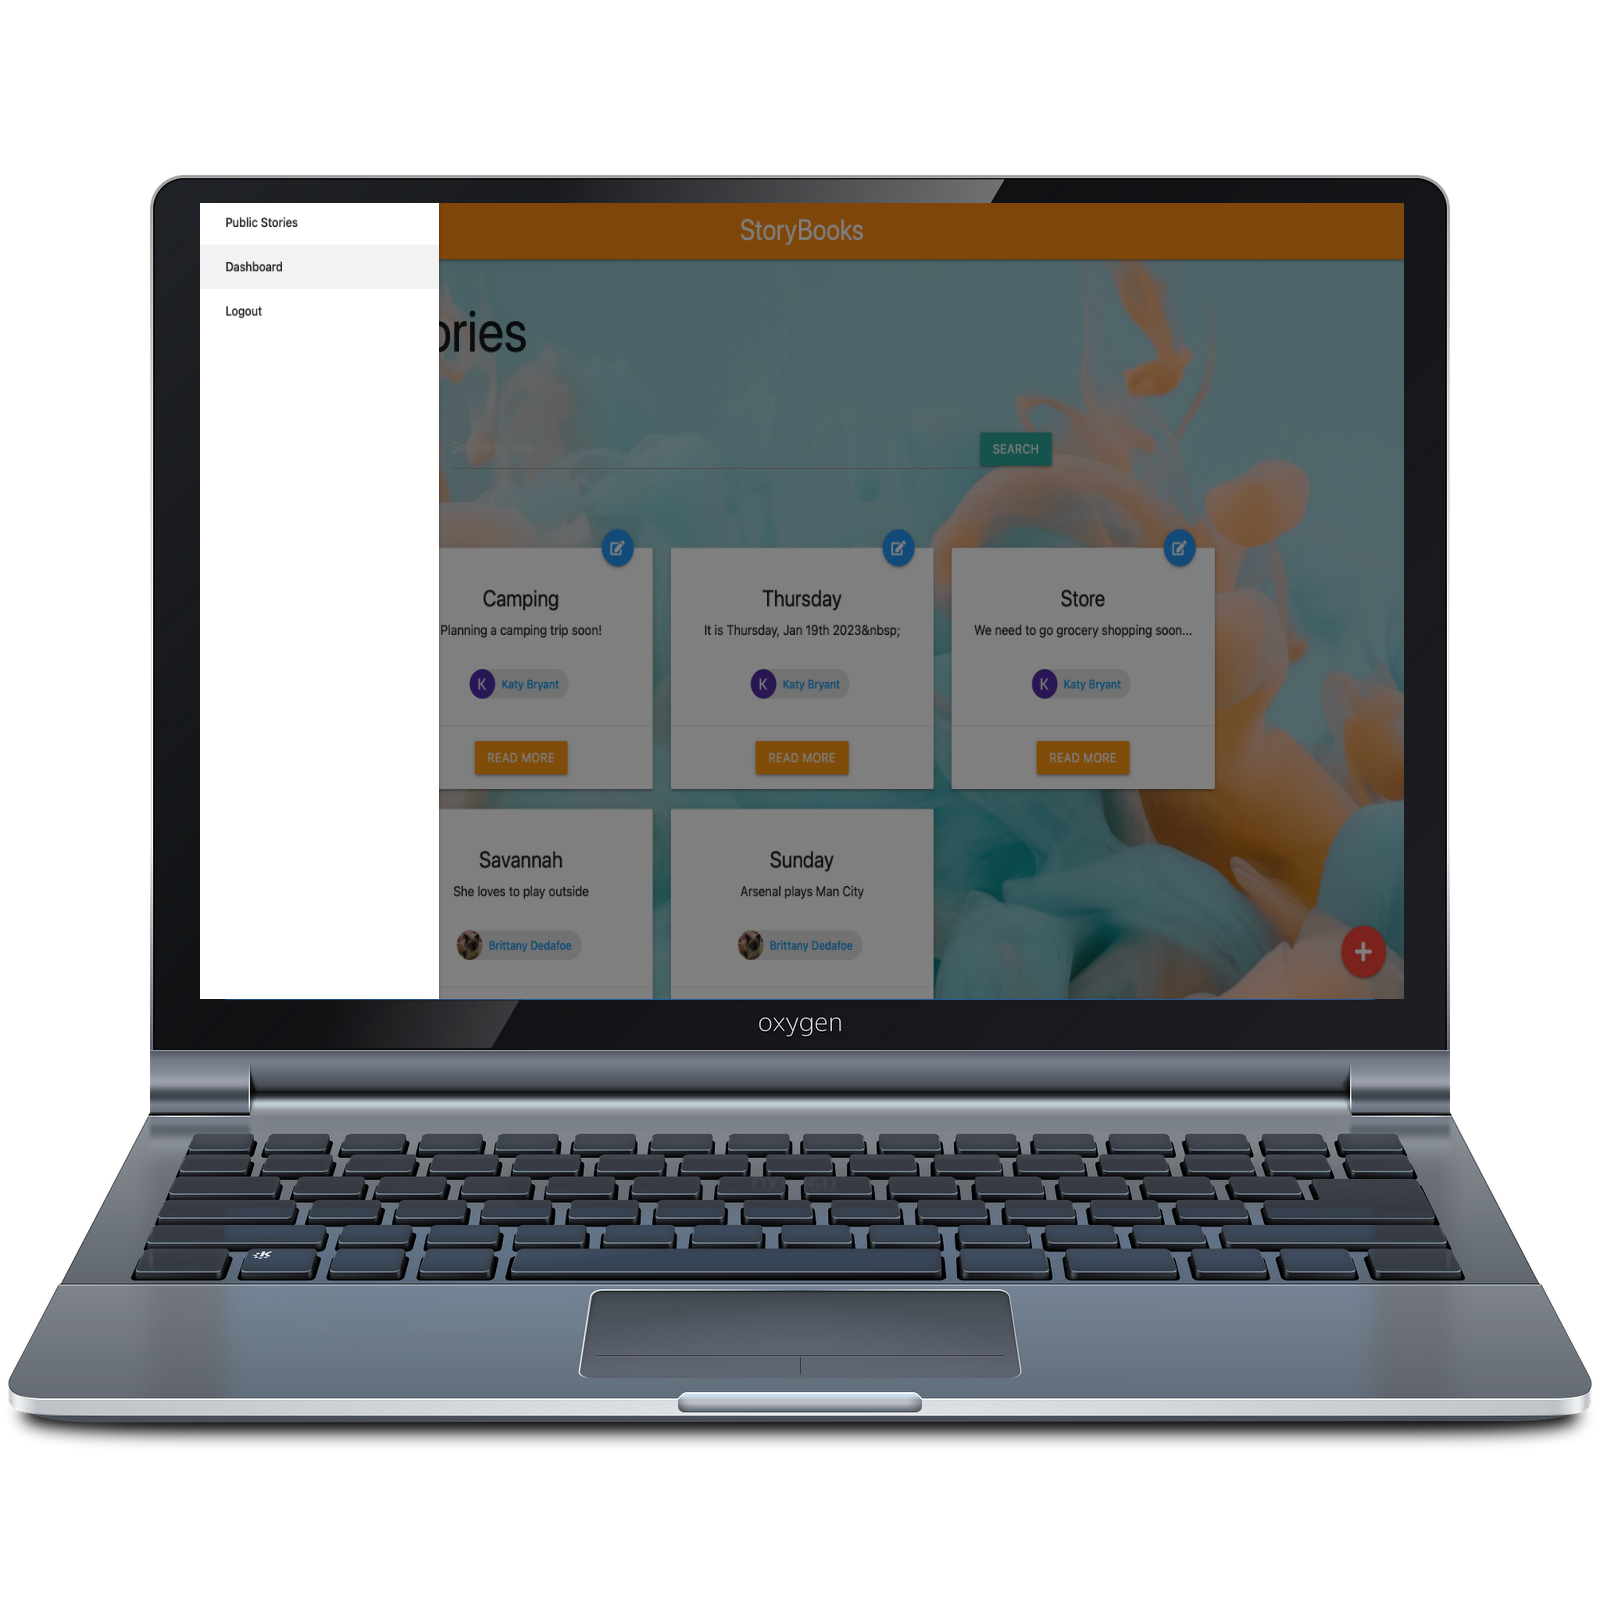 Public Stories
Dashboard
Logout
StoryBooks
ories
SEARCH
Camping
Planning a camping trip soon!
K Katy Bryant
READ MORE
Thursday
It is Thursday, Jan 19th 2023&nbsp;
K Katy Bryant
READ MORE
Store
We need to go grocery shopping soon...
K Katy Bryant
READ MORE
Savannah
She loves to play outside
Brittany Dedafoe
Sunday
Arsenal plays Man City
Brittany Dedafoe
oxygen